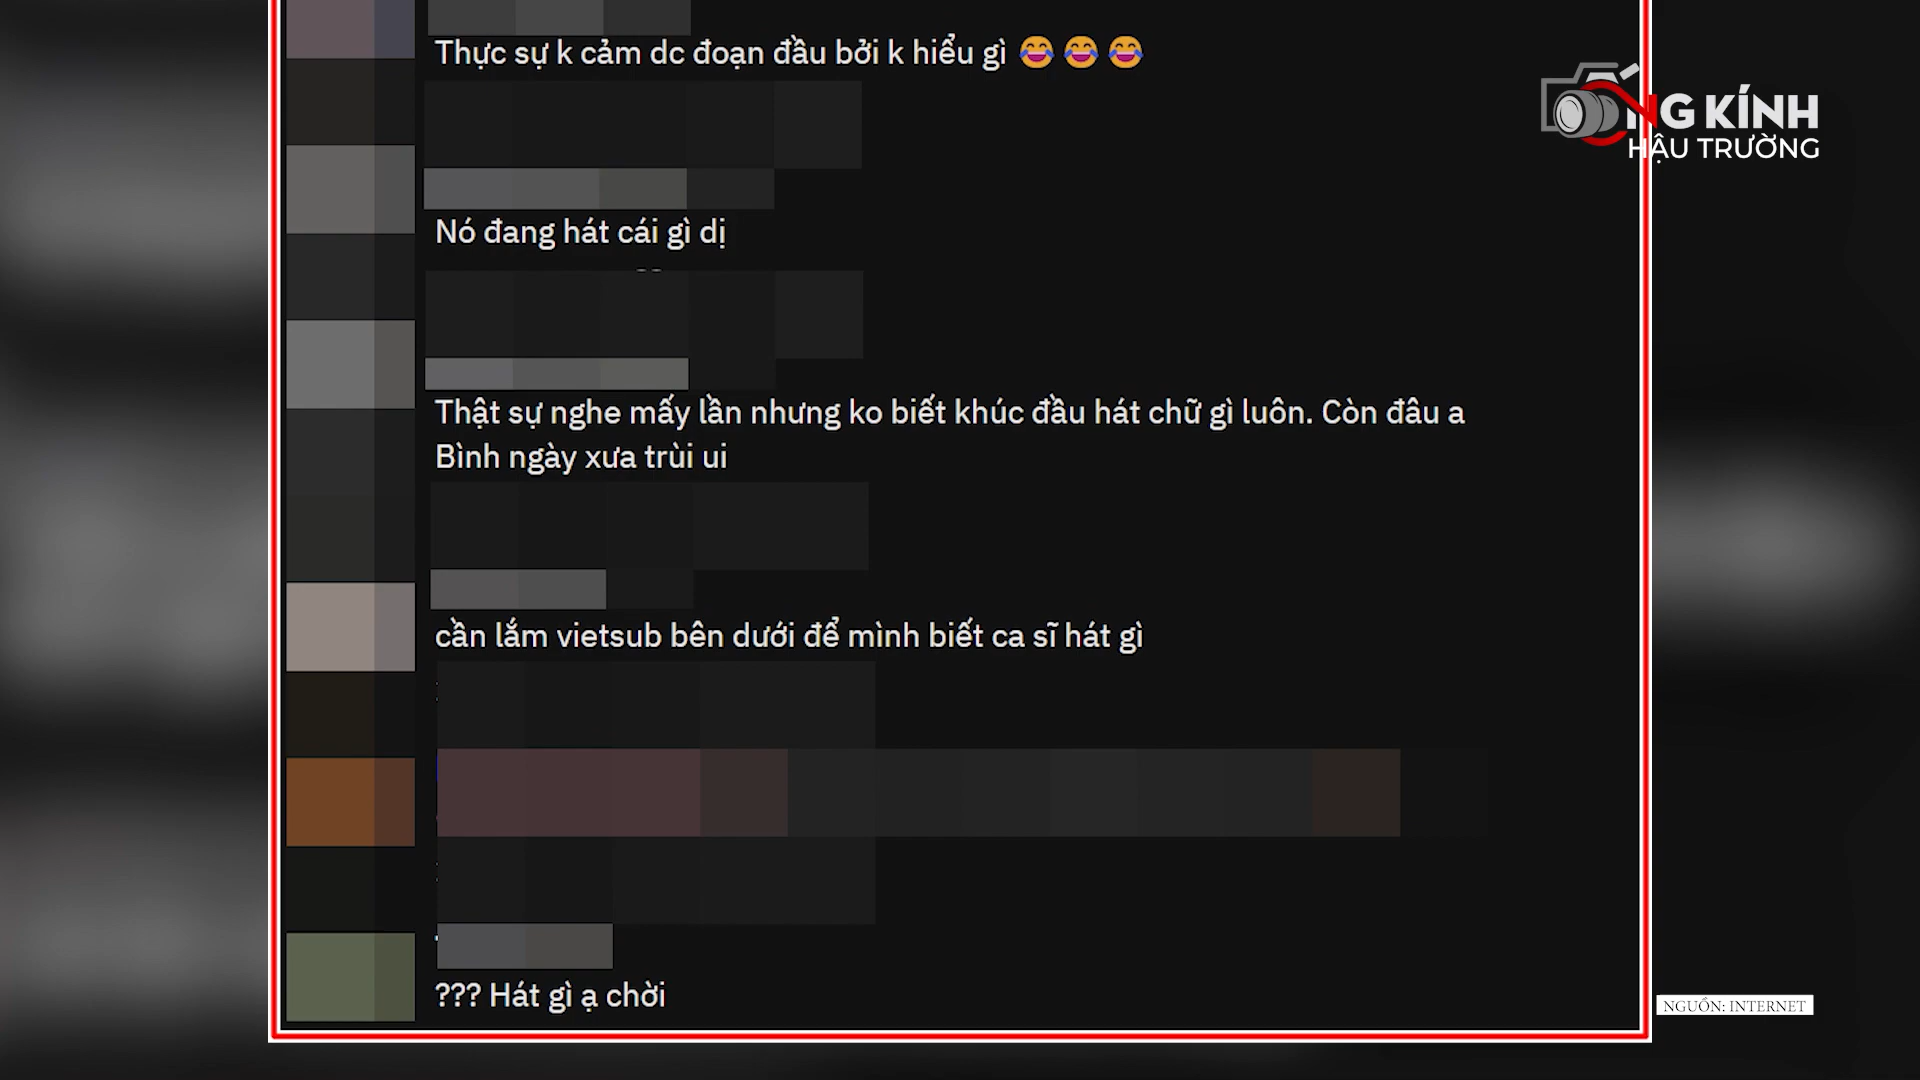 Thực sự k cảm dc đoạn đầu bởi k hiểu gì 😂 😂 😂
NG KÍNH
HẬU TRƯỜNG
Nó đang hát cái gì dị
Thật sự nghe mấy lần nhưng ko biết khúc đầu hát chữ gì luôn. Còn đâu a
Bình ngày xưa trùi ui
cần lắm vietsub bên dưới để mình biết ca sĩ hát gì
??? Hát gì ạ chời
NGUỒN: INTERNET